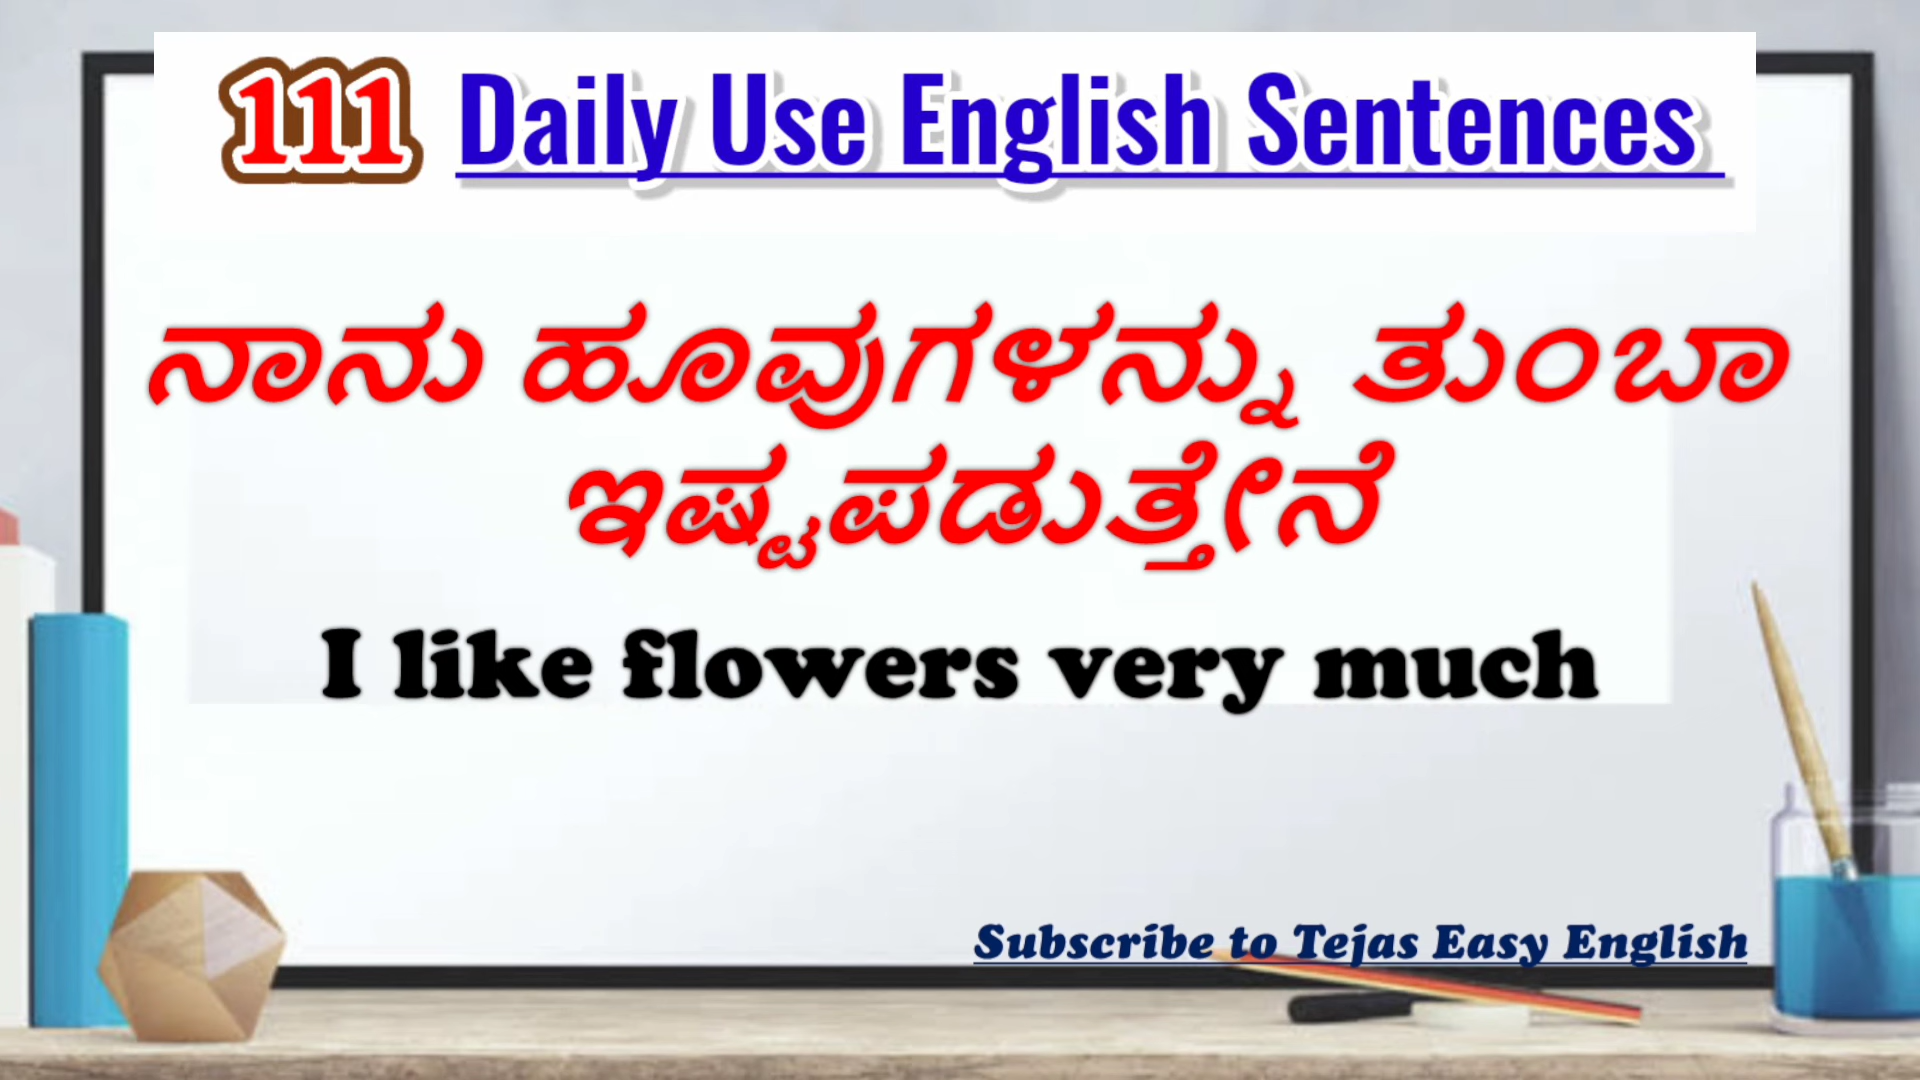 111 Daily Use English Sentences
ನಾನು ಹೂವುಗಳನ್ನು ತುಂಬಾ
ಇಷ್ಟಪಡುತ್ತೇನೆ
I like flowers very much
Subscribe to Tejas Easy English